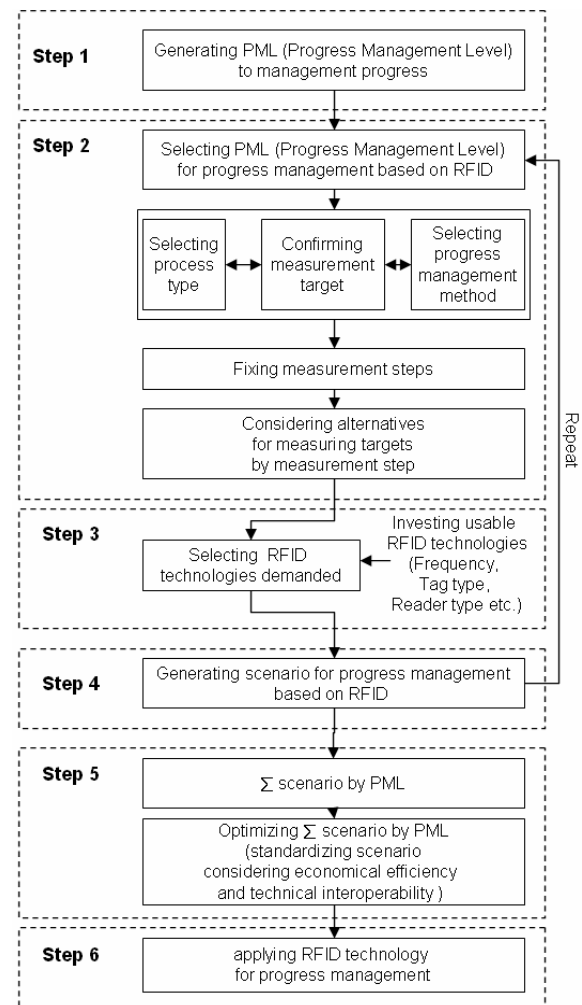 Step 1
Generating PML (Progress Management Level)
to management progress
Step 2
Selecting PML (Progress Management Level)
for progress management based on RFID
Selecting
process
type
Confirming
measurement
target
Selecting
progress
management
method
Fixing measurement steps
Considering alternatives
for measuring targets
by measurement step
Repeat
Step 3
Selecting RFID
technologies demanded
Investing usable
RFID technologies
(Frequency,
Tag type,
Reader type etc.)
Step 4
Generating scenario for progress management
based on RFID
Step 5
∑ scenario by PML
Optimizing ∑ scenario by PML
(standardizing scenario
considering economical efficiency
and technical interoperability )
Step 6
applying RFID technology
for progress management